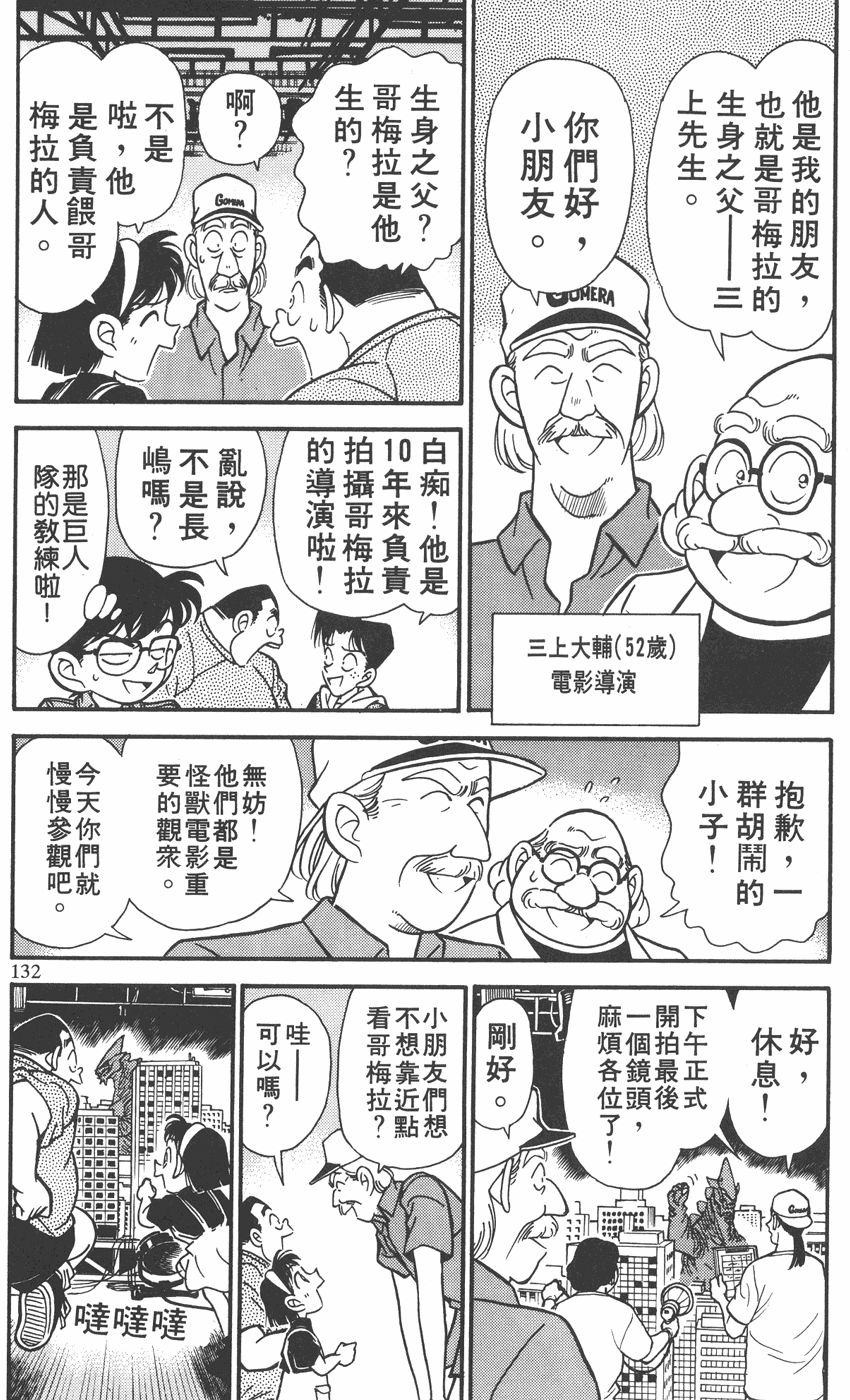 他是我的朋友，
也就是哥梅拉的
生身之父——三
上先生。
你們好，
小朋友。
GOMERA
三上大輔(52歲)
電影導演
生身之父？
哥梅拉是他
生的？
啊？
不是
啦，他
是負責餵哥
梅拉的人。
GOMERA
白痴！他是
10年來負責
拍攝哥梅拉
的導演啦！
亂說，
不是長
嶋嗎？
那是巨人
隊的教練啦！
抱歉，一
群胡鬧的
小子！
無妨！
他們都是
怪獸電影重
要的觀眾。
今天你們就
慢慢參觀吧。
132
好，
休息！
下午正式
開拍最後
一個鏡頭，
麻煩各位了！
剛好。
小朋友們想
不想靠近點
看哥梅拉？
哇——
可以嗎？
噠噠噠